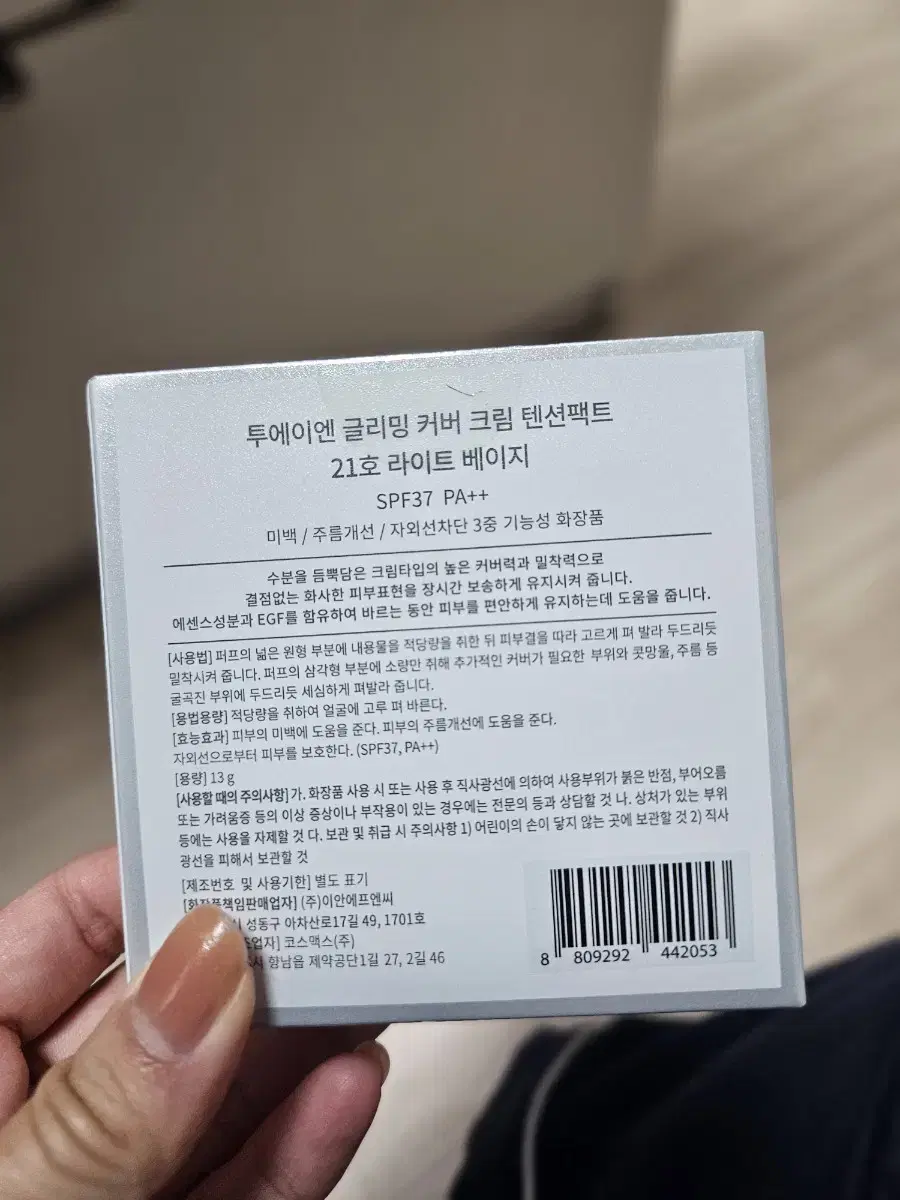 투에이엔 글리밍 커버 크림 텐션팩트
21호 라이트 베이지
SPF37 PA++
미백 / 주름개선 / 자외선차단 3중 기능성 화장품
수분을 듬뿍담은 크림타입의 높은 커버력과 밀착력으로
결점없는 화사한 피부표현을 장시간 보송하게 유지시켜 줍니다.
에센스성분과 EGF를 함유하여 바르는 동안 피부를 편안하게 유지하는데 도움을 줍니다.
[사용법] 퍼프의 넓은 원형 부분에 내용물을 적당량을 취한 뒤 피부결을 따라 고르게 펴 발라 두드리듯
밀착시켜 줍니다. 퍼프의 삼각형 부분에 소량만 취해 추가적인 커버가 필요한 부위와 콧망울, 주름 등
굴곡진 부위에 두드리듯 세심하게 펴발라 줍니다.
[용법용량] 적당량을 취하여 얼굴에 고루 펴 바른다.
[효능효과] 피부의 미백에 도움을 준다. 피부의 주름개선에 도움을 준다.
자외선으로부터 피부를 보호한다. (SPF37, PA++)
[용량] 13 g
[사용할 때의 주의사항] 가. 화장품 사용 시 또는 사용 후 직사광선에 의하여 사용부위가 붉은 반점, 부어오름
또는 가려움증 등의 이상 증상이나 부작용이 있는 경우에는 전문의 등과 상담할 것 나. 상처가 있는 부위
등에는 사용을 자제할 것 다. 보관 및 취급 시 주의사항 1) 어린이의 손이 닿지 않는 곳에 보관할 것 2) 직사
광선을 피해서 보관할 것
[제조번호 및 사용기한] 별도 표기
[화장품책임판매업자] (주)이안에프엔씨
성동구 아차산로17길 49, 1701호
업자] 코스맥스(주)
향남읍 제약공단1길 27, 2길 46
8 809292 442053